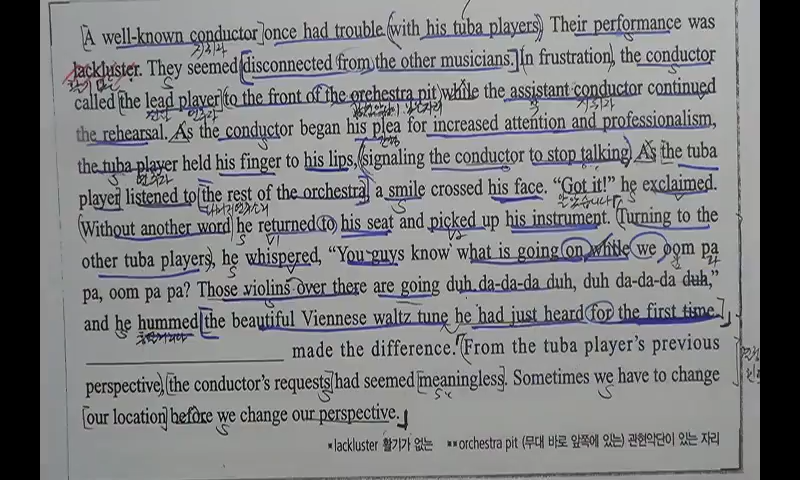 A well-known conductor once had trouble with his tuba players. Their performance was
lackluster. They seemed disconnected from the other musicians. In frustration, the conductor
called the lead player to the front of the orchestra pit while the assistant conductor continued
the rehearsal. As the conductor began his plea for increased attention and professionalism,
the tuba player held his finger to his lips, signaling the conductor to stop talking. As the tuba
player listened to the rest of the orchestra, a smile crossed his face. “Got it!” he exclaimed.
Without another word he returned to his seat and picked up his instrument. Turning to the
other tuba players, he whispered, “You guys know what is going on while we oom pa
pa, oom pa pa? Those violins over there are going duh da-da-da duh, duh da-da-da duh,”
and he hummed the beautiful Viennese waltz tune he had just heard for the first time.
made the difference. From the tuba player’s previous
perspective, the conductor’s requests had seemed meaningless. Sometimes we have to change
our location before we change our perspective.
*lackluster 활기가 없는 **orchestra pit (무대 바로 앞쪽에 있는) 관현악단이 있는 자리